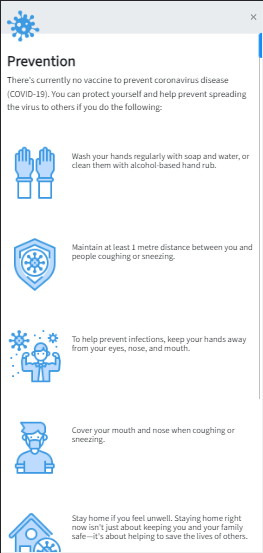 ×
Prevention
There's currently no vaccine to prevent coronavirus disease
(COVID-19). You can protect yourself and help prevent spreading
the virus to others if you do the following:
Wash your hands regularly with soap and water, or
clean them with alcohol-based hand rub.
Maintain at least 1 metre distance between you and
people coughing or sneezing.
To help prevent infections, keep your hands away
from your eyes, nose, and mouth.
Cover your mouth and nose when coughing or
sneezing.
Stay home if you feel unwell. Staying home right
now isn't just about keeping you and your family
safe—it's about helping to save the lives of others.